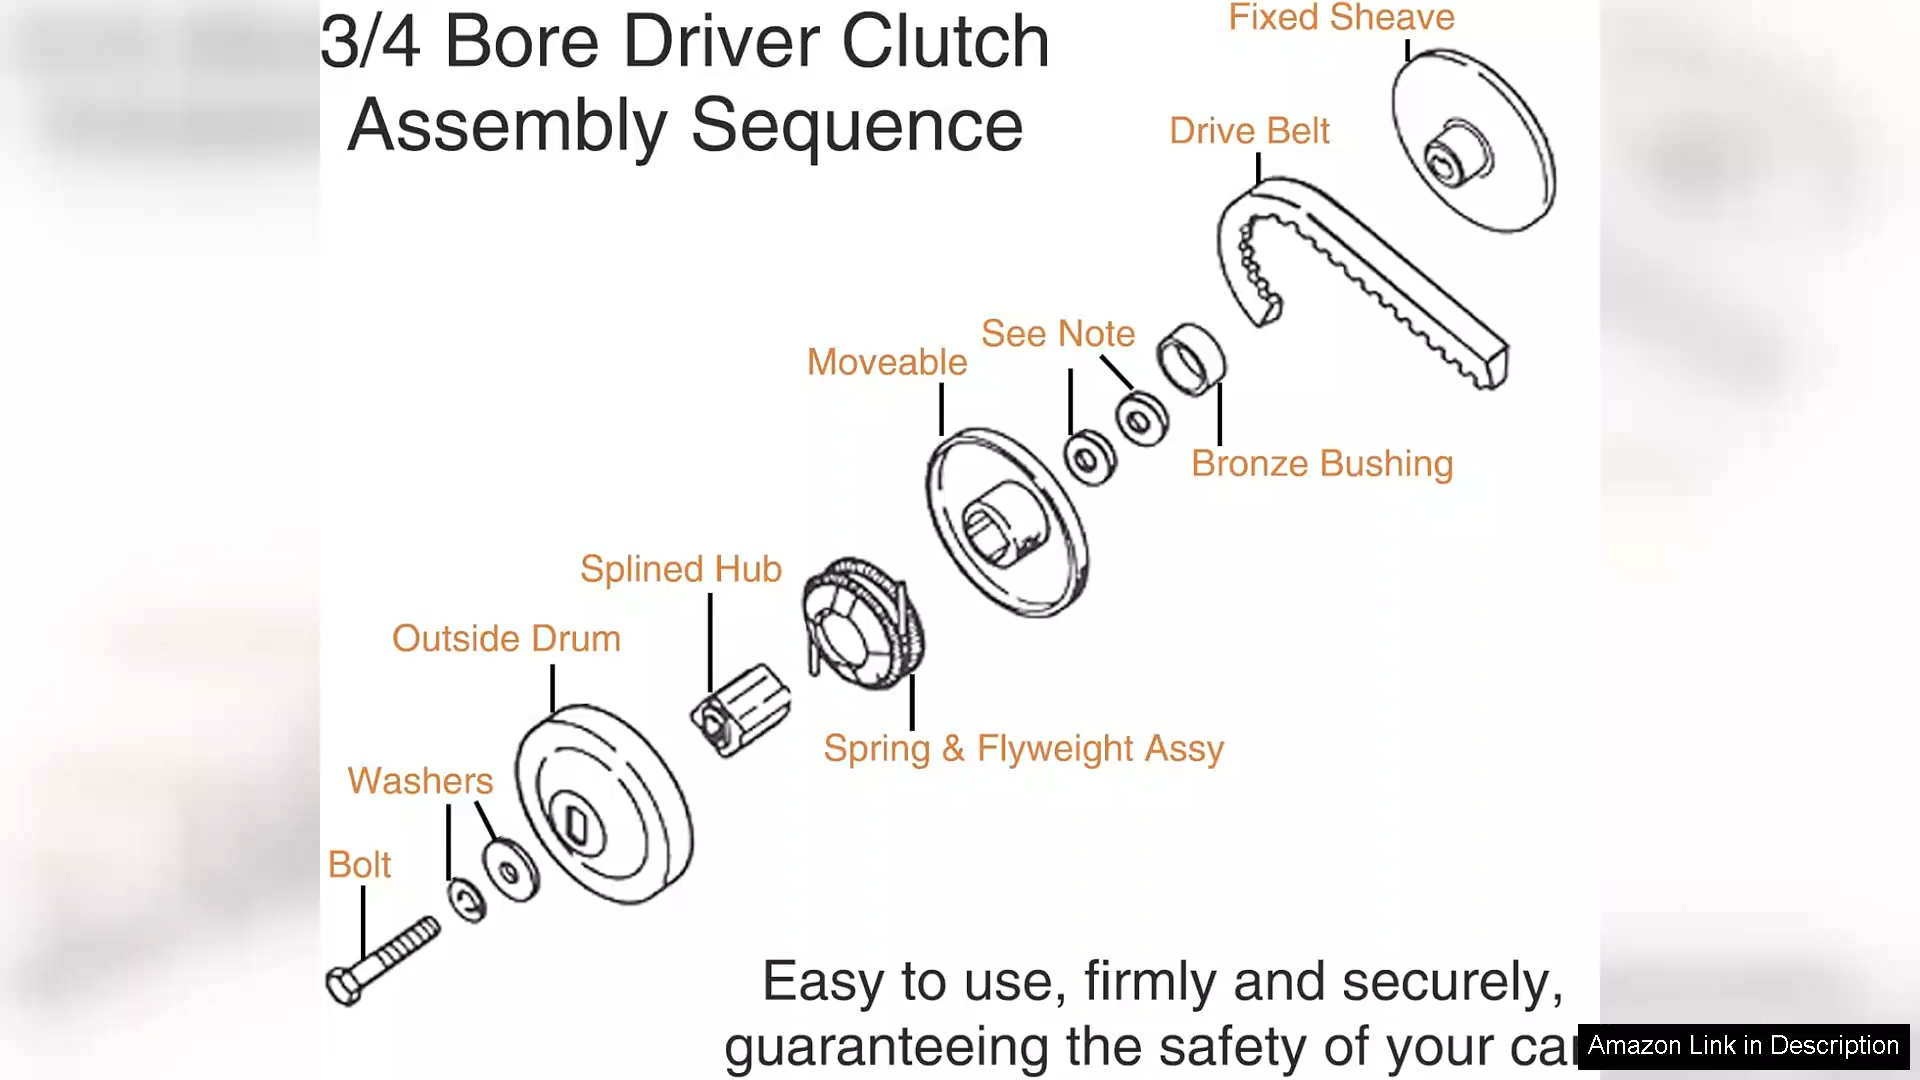 3/4 Bore Driver Clutch
Assembly Sequence
Fixed Sheave
Drive Belt
See Note
Moveable
Bronze Bushing
Splined Hub
Outside Drum
Spring & Flyweight Assy
Washers
Bolt
Easy to use, firmly and securely,
guaranteeing the safety of your car
Amazon Link in Description